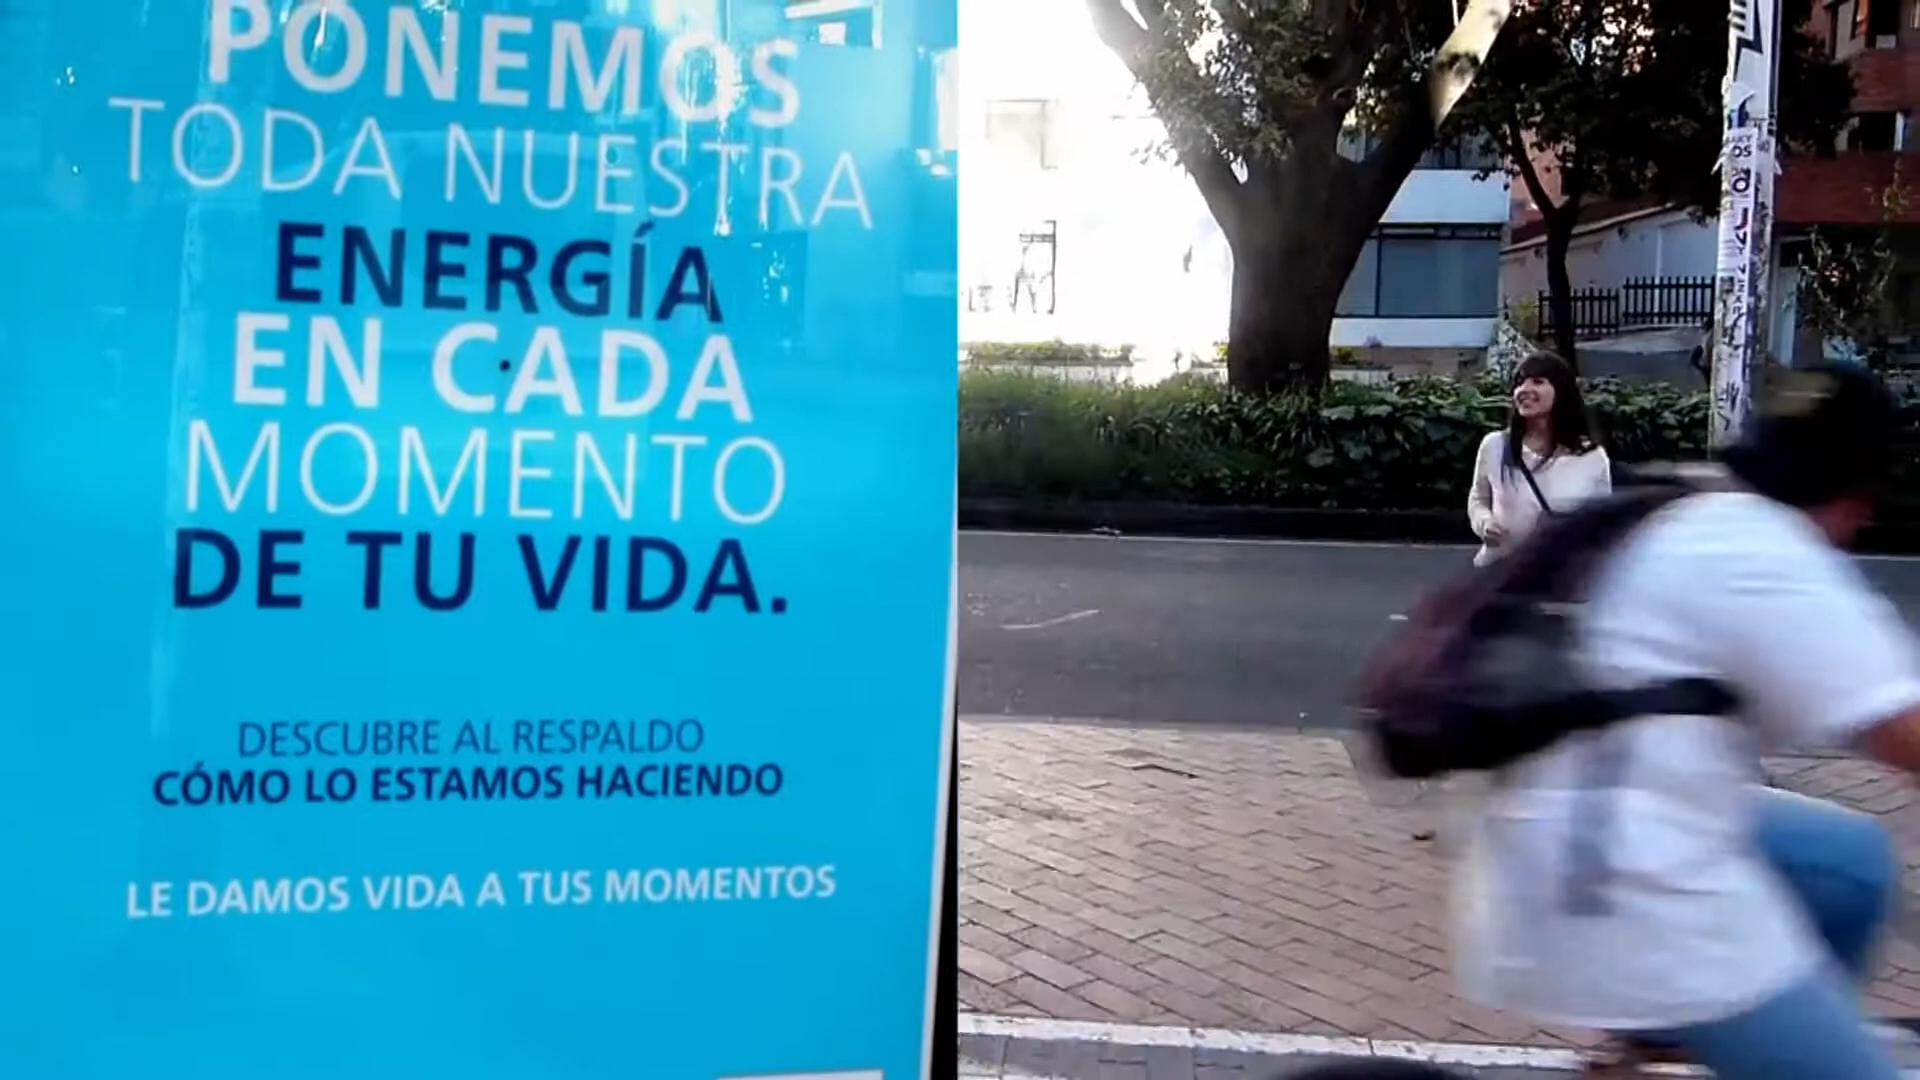 PONEMOS
TODA NUESTRA
ENERGÍA
EN CADA
MOMENTO
DE TU VIDA.
DESCUBRE AL RESPALDO
CÓMO LO ESTAMOS HACIENDO
LE DAMOS VIDA A TUS MOMENTOS